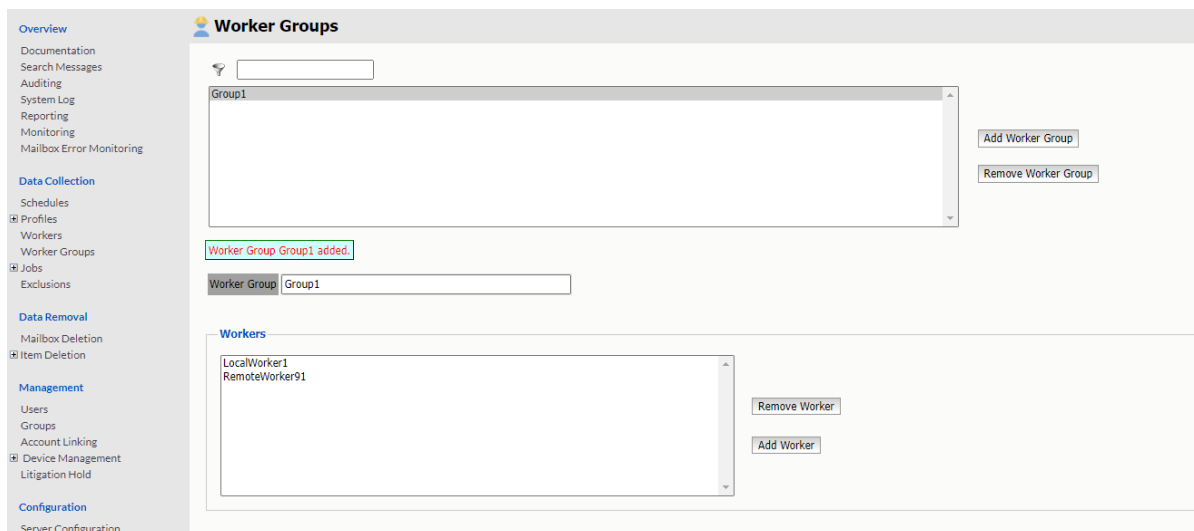 Overview
Documentation
Search Messages
Auditing
System Log
Reporting
Monitoring
Mailbox Error Monitoring
Data Collection
Schedules
Profiles
Workers
Worker Groups
Jobs
Exclusions
Data Removal
Mailbox Deletion
Item Deletion
Management
Users
Groups
Account Linking
Device Management
Litigation Hold
Configuration
Server Configuration
Worker Groups
Group1
Add Worker Group
Remove Worker Group
Worker Group Group1 added.
Worker Group Group1
Workers
LocalWorker1
RemoteWorker91
Remove Worker
Add Worker